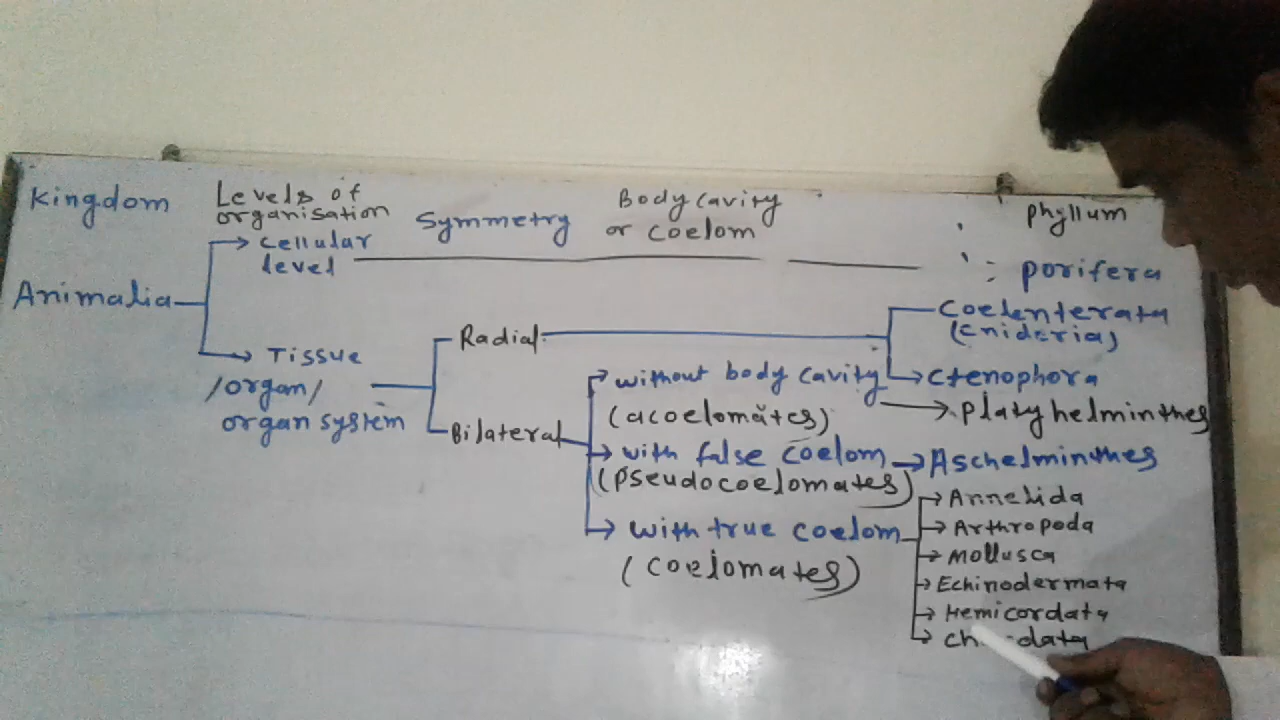 Kingdom
Levels of
organisation
Symmetry
Body cavity
or coelom
phyllum
Cellular
level
porifera
Animalia
Tissue
/organ/
organ system
Radial
Bilateral
Coelenterata
(Cnideria)
Ctenophora
without body cavity
(acoelomates)
Platyhelminthes
with false coelom
(pseudocoelomates)
Aschelminthes
with true coelom
(coelomates)
Annelida
Arthropoda
Mollusca
Echinodermata
Hemicordata